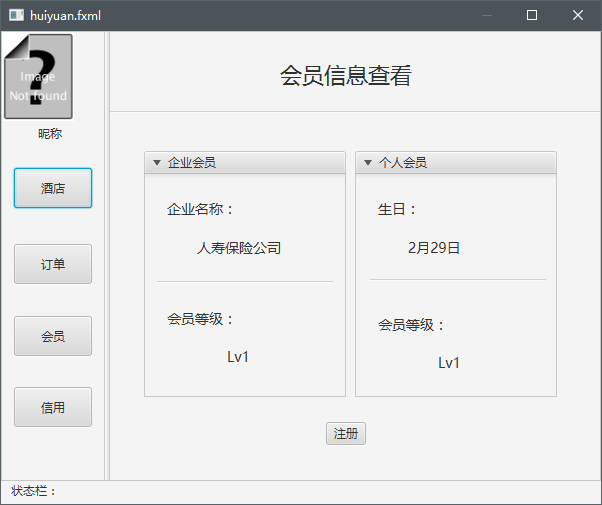 huiyuan.fxml
Image
Not found
昵称
酒店
订单
会员
信用
会员信息查看
企业会员
企业名称：
人寿保险公司
会员等级：
Lv1
个人会员
生日：
2月29日
会员等级：
Lv1
注册
状态栏：